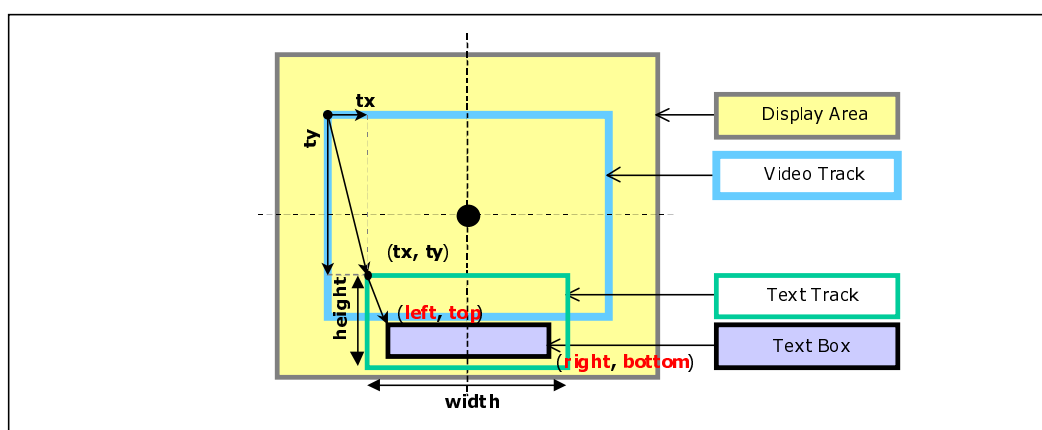 tx
Display Area
ty
Video Track
(tx, ty)
height
Text Track
(left, top)
Text Box
(right, bottom)
width